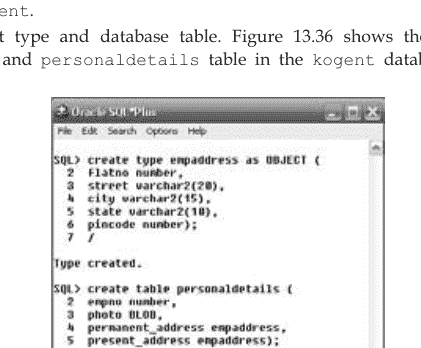 ent.
t type and database table. Figure 13.36 shows the
and personaldetails table in the kogent datab
Oracle SQL*Plus
File Edit Search Options Help
SQL> create type empaddress as OBJECT (
2 Flatno number,
3 street varchar2(20),
4 city varchar2(15),
5 state varchar2(10),
6 pincode number);
7 /
Type created.
SQL> create table personaldetails (
2 empno number,
3 photo BLOB,
4 permanent_address empaddress,
5 present_address empaddress);